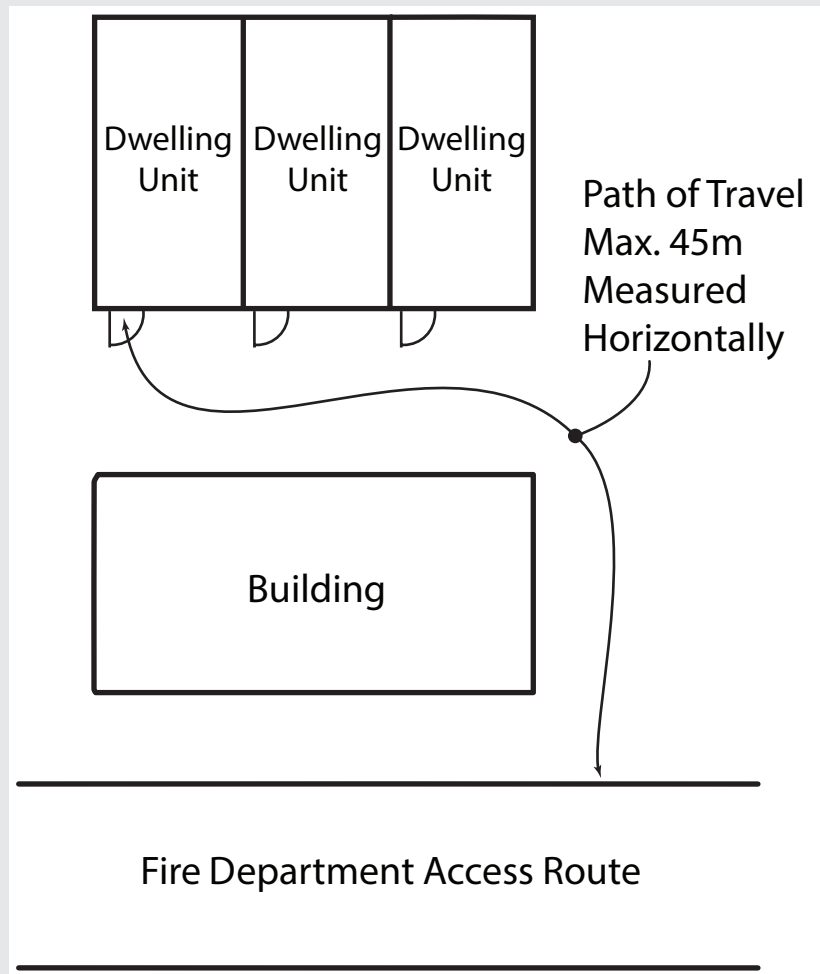 Dwelling
Unit
Dwelling
Unit
Dwelling
Unit
Path of Travel
Max. 45m
Measured
Horizontally
Building
Fire Department Access Route